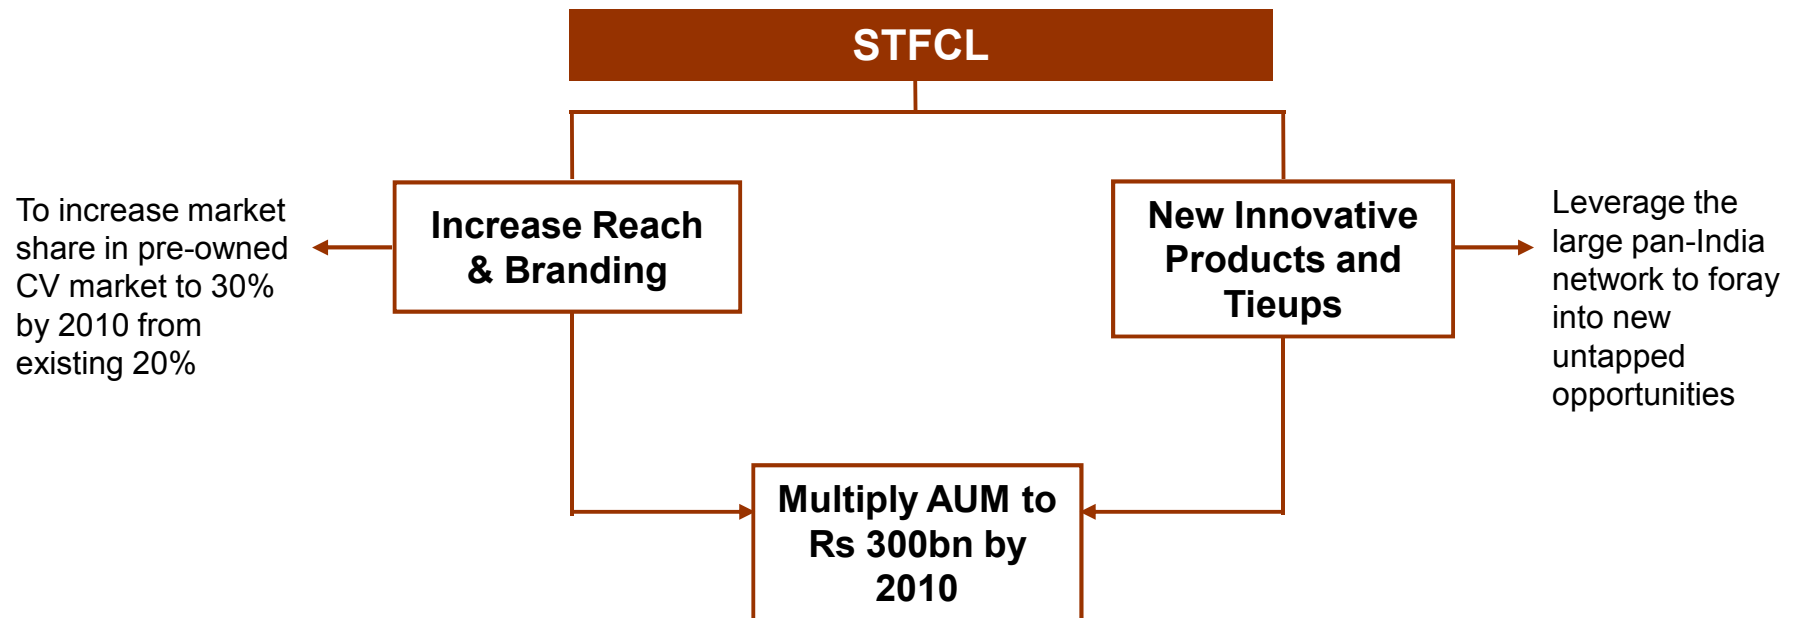 STFCL
To increase market
share in pre-owned
CV market to 30%
by 2010 from
existing 20%
Increase Reach
& Branding
New Innovative
Products and
Tieups
Leverage the
large pan-India
network to foray
into new
untapped
opportunities
Multiply AUM to
Rs 300bn by
2010